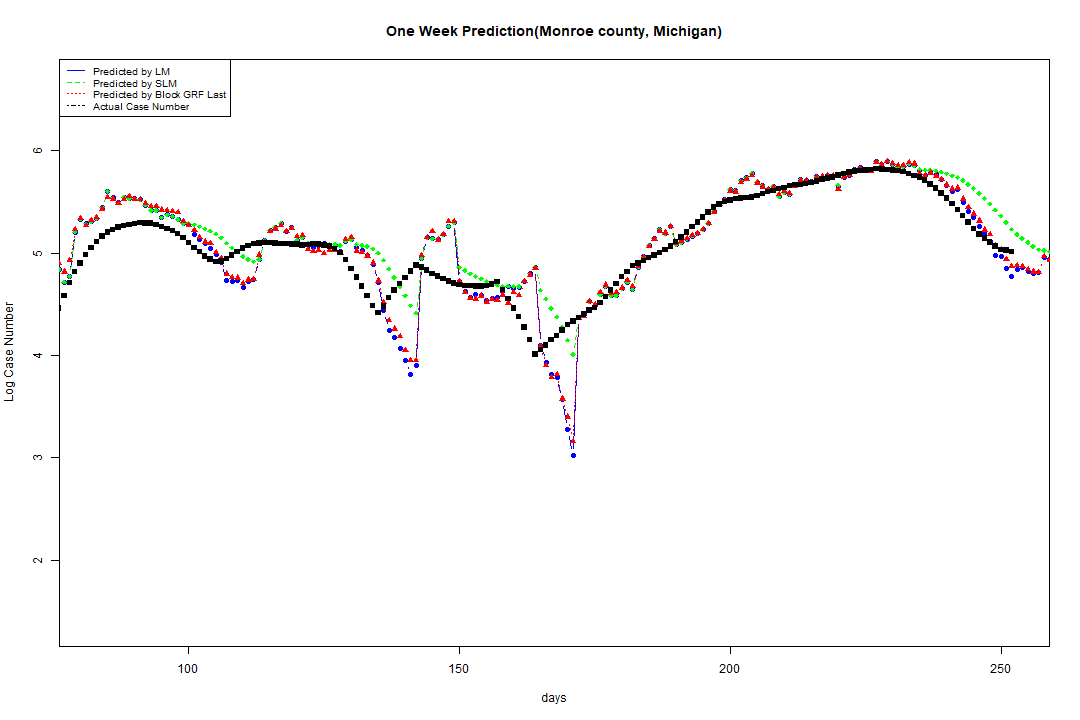 One Week Prediction(Monroe county, Michigan)
Predicted by LM
Predicted by SLM
Predicted by Block GRF Last
Actual Case Number
6
5
4
3
2
Log Case Number
100 150 200 250
days